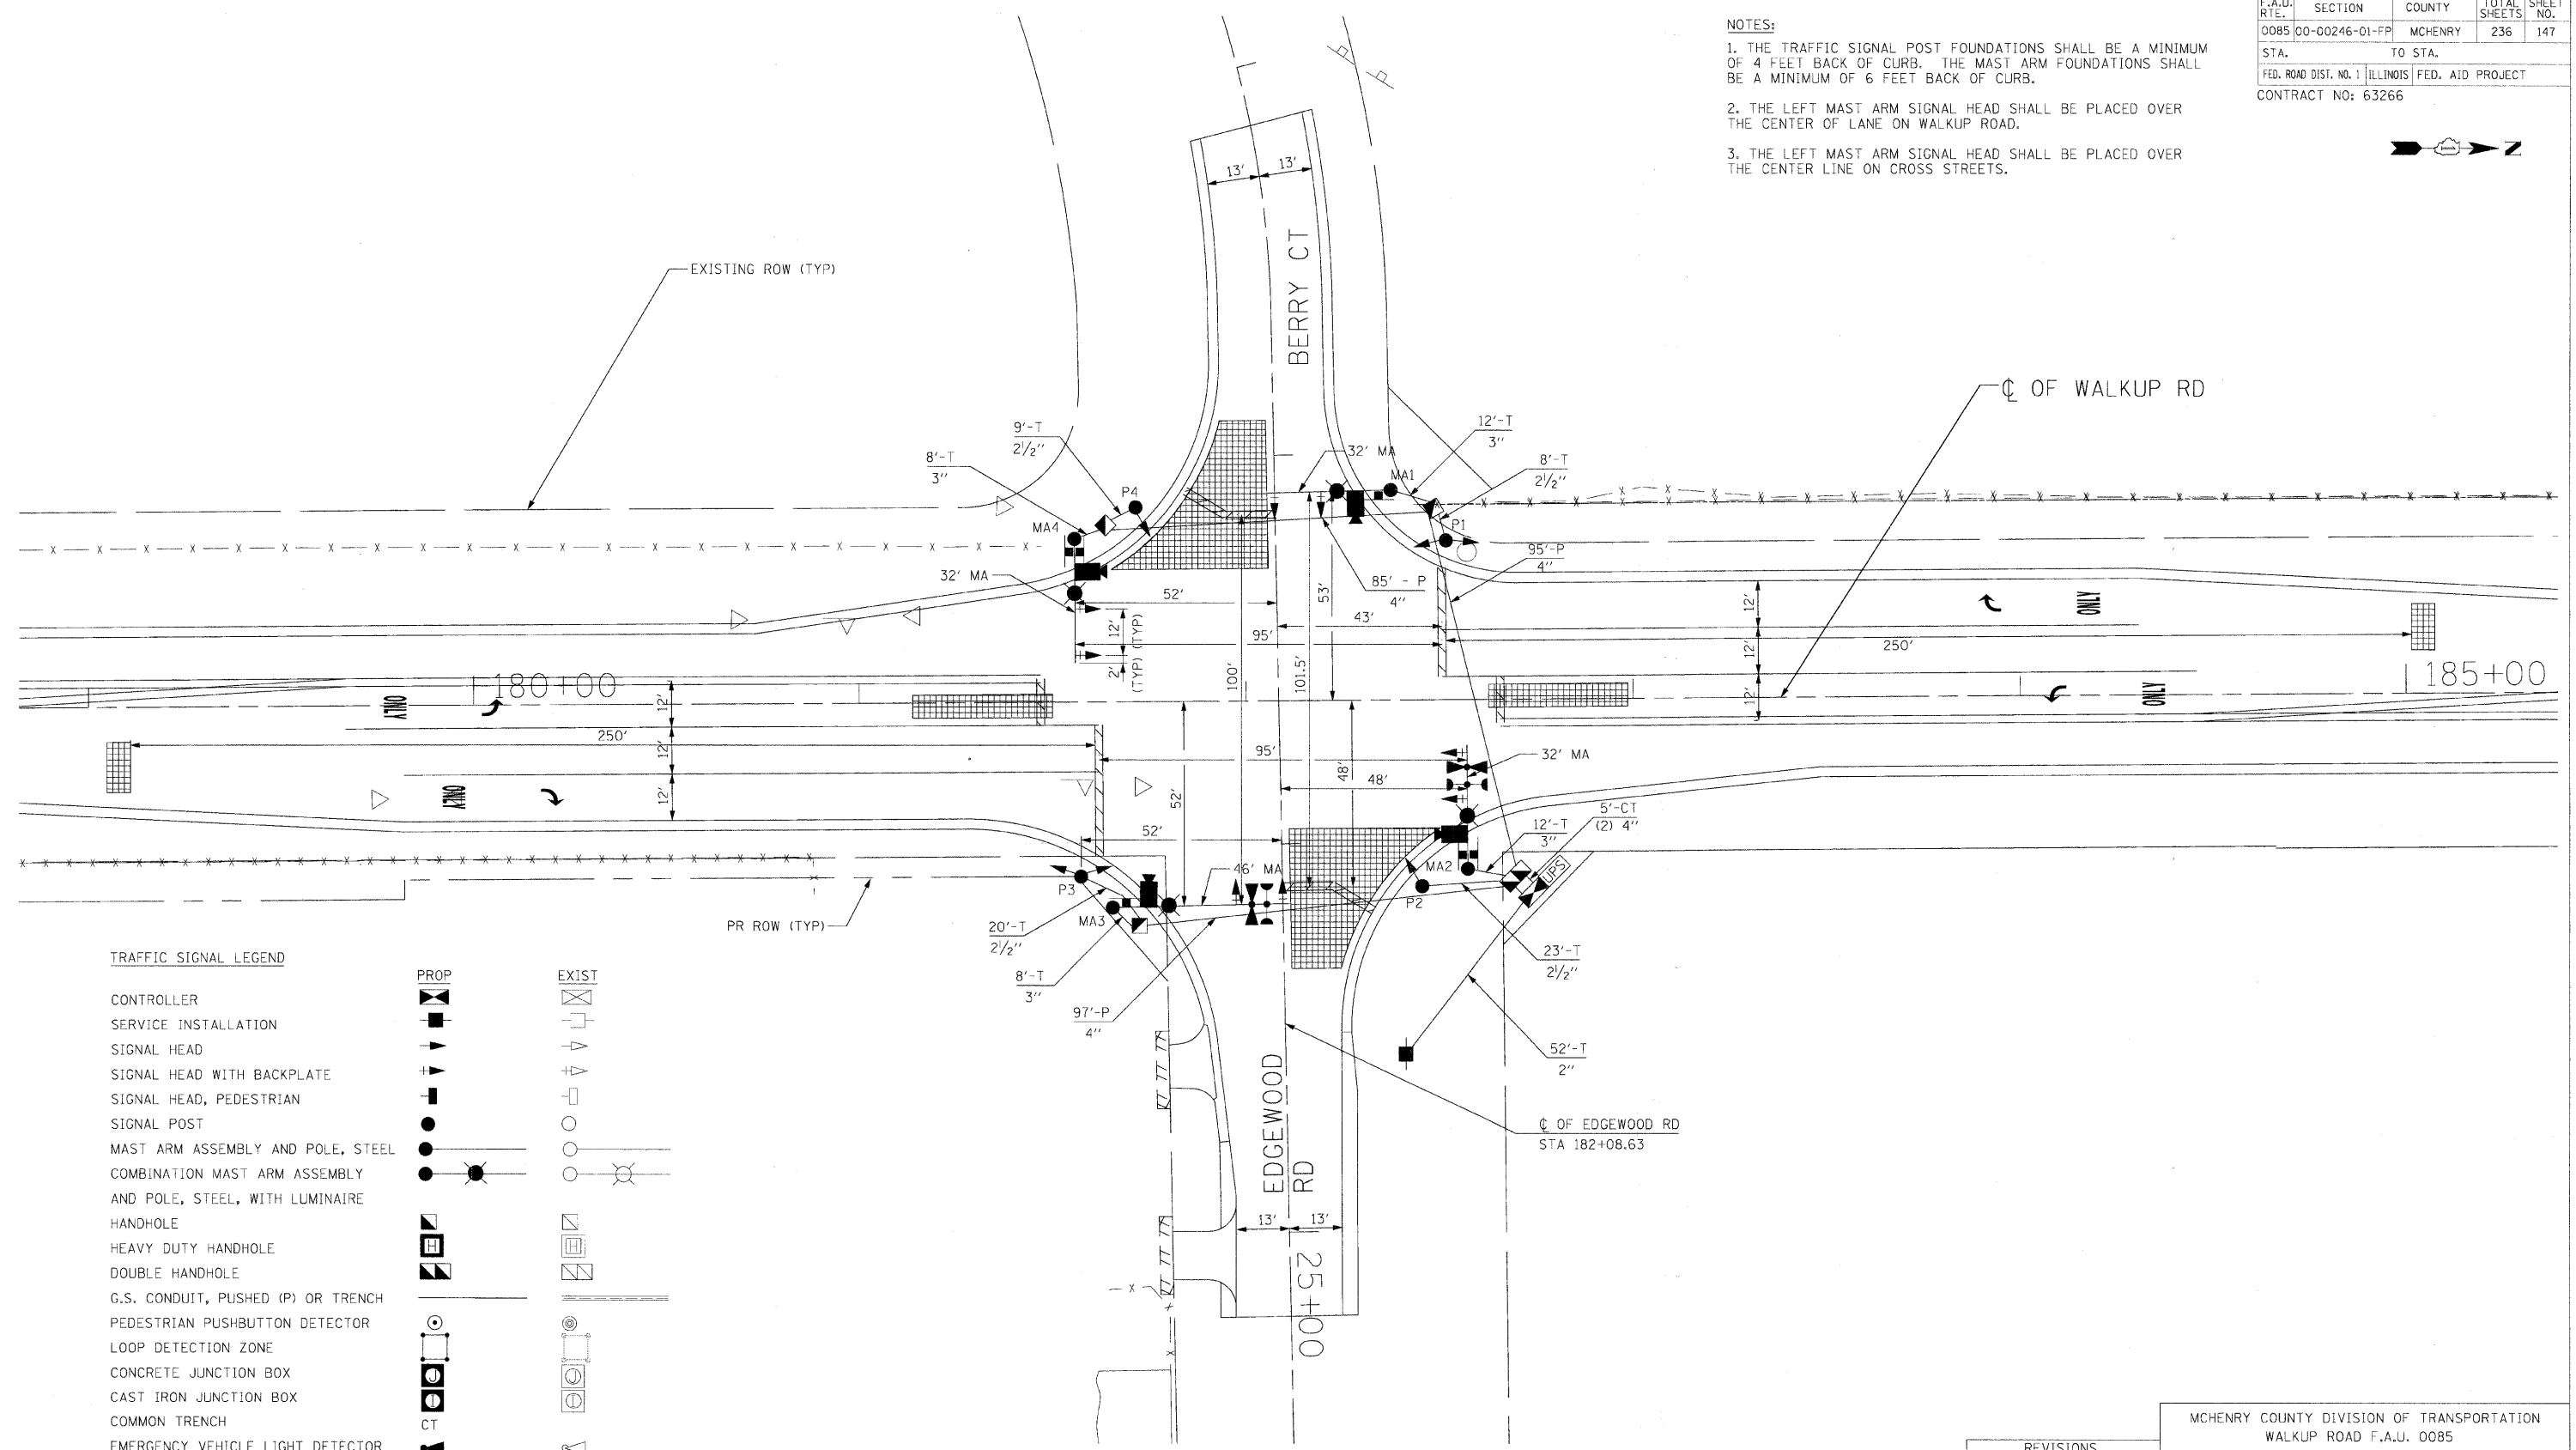 NOTES:
1. THE TRAFFIC SIGNAL POST FOUNDATIONS SHALL BE A MINIMUM
OF 4 FEET BACK OF CURB. THE MAST ARM FOUNDATIONS SHALL
BE A MINIMUM OF 6 FEET BACK OF CURB.
2. THE LEFT MAST ARM SIGNAL HEAD SHALL BE PLACED OVER
THE CENTER OF LANE ON WALKUP ROAD.
3. THE LEFT MAST ARM SIGNAL HEAD SHALL BE PLACED OVER
THE CENTER LINE ON CROSS STREETS.
F.A.U. RTE. SECTION COUNTY TOTAL SHEETS SHEET NO.
0085 00-00246-01-FP MCHENRY 236 147
STA. TO STA.
FED. ROAD DIST. NO. 1 ILLINOIS FED. AID PROJECT
CONTRACT NO: 63266
N
13' 13'
BERRY CT
EXISTING ROW (TYP)
℄ OF WALKUP RD
9'-T
2½"
8'-T
3"
P4
MA4
32' MA
32' MA
MA1
12'-T
3"
8'-T
2½"
P1
95'-P
4"
85' - P
4"
52'
53'
43'
95'
12'
(TYP)
2'
(TYP)
100'
101.5'
12'
12'
12'
ONLY
250'
ONLY
185+00
180+00
ONLY
12'
12'
12'
250'
ONLY
95'
48'
48'
52'
52'
32' MA
5'-CT
(2) 4"
12'-T
3"
UPS
MA2
P2
46' MA
P3
MA3
PR ROW (TYP)
20'-T
2½"
8'-T
3"
97'-P
4"
23'-T
2½"
52'-T
2"
℄ OF EDGEWOOD RD
STA 182+08.63
EDGEWOOD
RD
13' 13'
25+00
TRAFFIC SIGNAL LEGEND
PROP EXIST
CONTROLLER
SERVICE INSTALLATION
SIGNAL HEAD
SIGNAL HEAD WITH BACKPLATE
SIGNAL HEAD, PEDESTRIAN
SIGNAL POST
MAST ARM ASSEMBLY AND POLE, STEEL
COMBINATION MAST ARM ASSEMBLY
AND POLE, STEEL, WITH LUMINAIRE
HANDHOLE
HEAVY DUTY HANDHOLE H H
DOUBLE HANDHOLE
G.S. CONDUIT, PUSHED (P) OR TRENCH
PEDESTRIAN PUSHBUTTON DETECTOR
LOOP DETECTION ZONE
CONCRETE JUNCTION BOX J J
CAST IRON JUNCTION BOX I I
COMMON TRENCH CT
EMERGENCY VEHICLE LIGHT DETECTOR
REVISIONS
MCHENRY COUNTY DIVISION OF TRANSPORTATION
WALKUP ROAD F.A.U. 0085